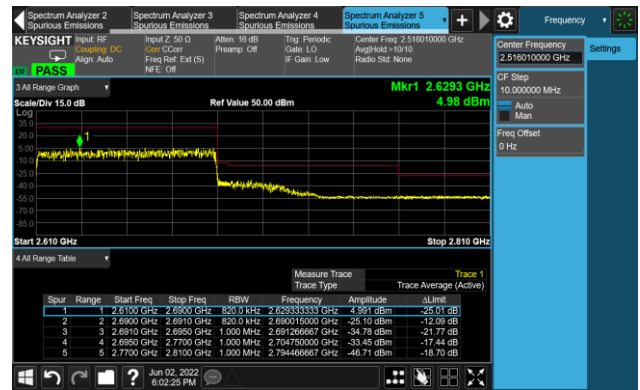 Spectrum Analyzer 2
Spurious Emissions
Spectrum Analyzer 3
Spurious Emissions
Spectrum Analyzer 4
Spurious Emissions
Spectrum Analyzer 5
Spurious Emissions
Frequency
KEYSIGHT
Input: RF
Coupling: DC
Align: Auto
Input Z: 50 Ω
Corr CCorr
Freq Ref: Ext (S)
NFE: Off
Atten: 16 dB
Preamp: Off
Trig: Periodic
Gate: LO
IF Gain: Low
Center Freq: 2.516010000 GHz
Avg|Hold:>10/10
Radio Std: None
PASS
Center Frequency
2.516010000 GHz
Settings
CF Step
10.000000 MHz
Auto
Man
Freq Offset
0 Hz
3 All Range Graph
Mkr1 2.6293 GHz
Scale/Div 15.0 dB
Ref Value 50.00 dBm
4.98 dBm
Log
35.0
20.0
5.00
-10.0
-25.0
-40.0
-55.0
-70.0
-85.0
1
Start 2.610 GHz
Stop 2.810 GHz
4 All Range Table
Measure Trace
Trace 1
Trace Type
Trace Average (Active)
Spur Range Start Freq Stop Freq RBW Frequency Amplitude ΔLimit
1 1 2.6100 GHz 2.6900 GHz 820.0 kHz 2.629333333 GHz 4.991 dBm -25.01 dB
2 2 2.6900 GHz 2.6910 GHz 820.0 kHz 2.690015000 GHz -25.10 dBm -12.09 dB
3 3 2.6910 GHz 2.6950 GHz 1.000 MHz 2.691266667 GHz -34.78 dBm -21.77 dB
4 4 2.6950 GHz 2.7700 GHz 1.000 MHz 2.704750000 GHz -33.45 dBm -17.44 dB
5 5 2.7700 GHz 2.8100 GHz 1.000 MHz 2.794466667 GHz -46.71 dBm -18.70 dB
?
Jun 02, 2022
6:02:25 PM